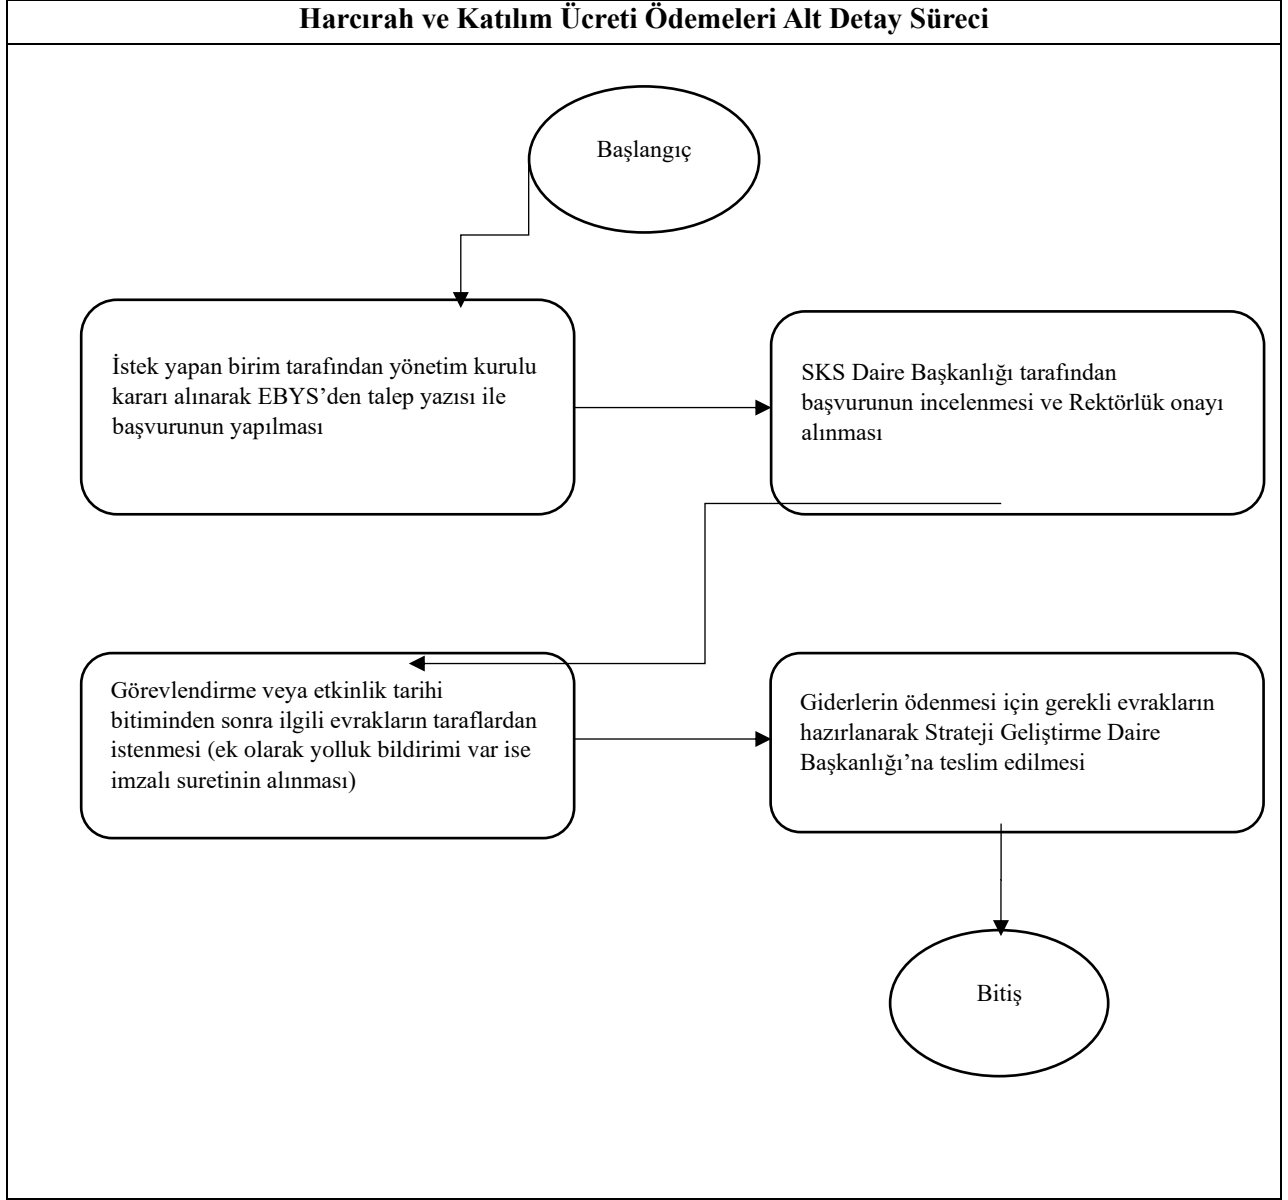 Harcırah ve Katılım Ücreti Ödemeleri Alt Detay Süreci
Başlangıç
İstek yapan birim tarafından yönetim kurulu
kararı alınarak EBYS’den talep yazısı ile
başvurunun yapılması
SKS Daire Başkanlığı tarafından
başvurunun incelenmesi ve Rektörlük onayı
alınması
Görevlendirme veya etkinlik tarihi
bitiminden sonra ilgili evrakların taraflardan
istenmesi (ek olarak yolluk bildirimi var ise
imzalı suretinin alınması)
Giderlerin ödenmesi için gerekli evrakların
hazırlanarak Strateji Geliştirme Daire
Başkanlığı’na teslim edilmesi
Bitiş